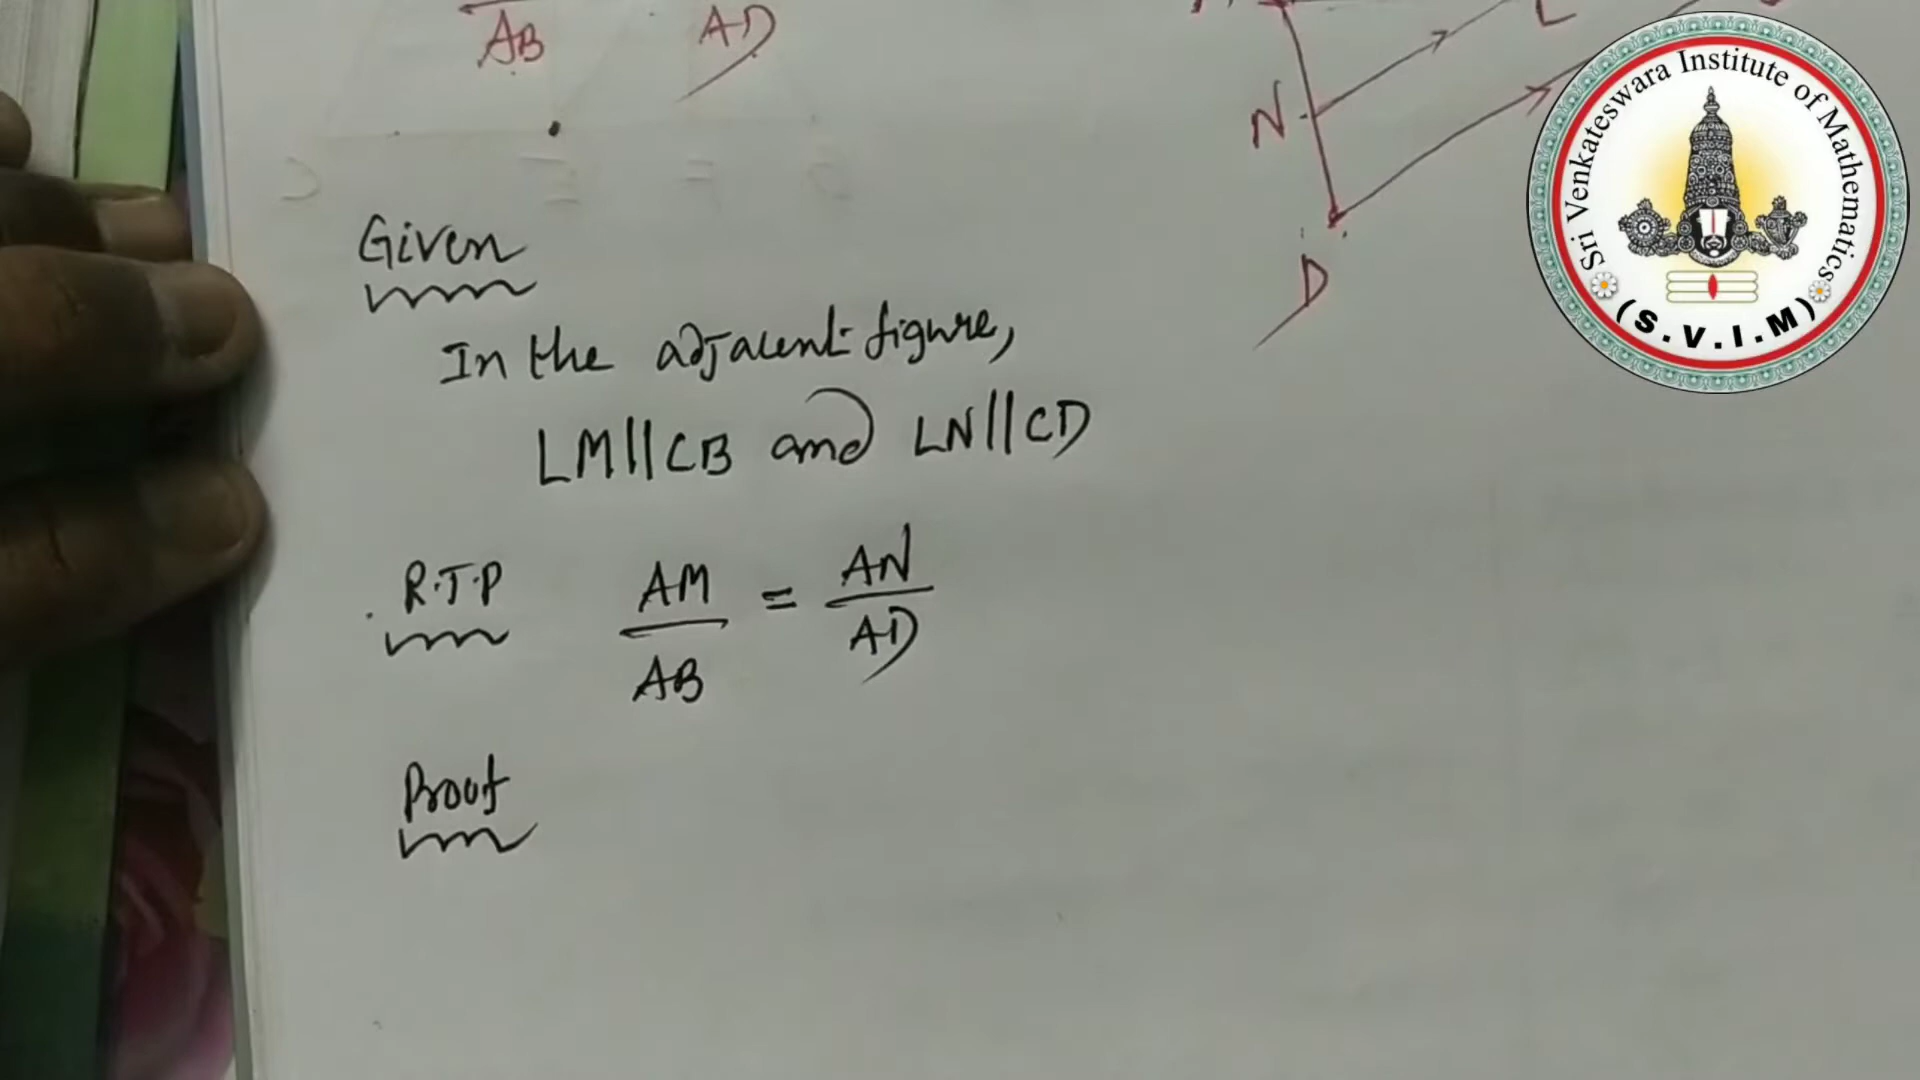 AB AD
L
N
D
Given
In the adjacent figure,
LM||CB and LN||CD
R.T.P AM/AB = AN/AD
Proof
Sri Venkateswara Institute of Mathematics
(S.V.I.M)